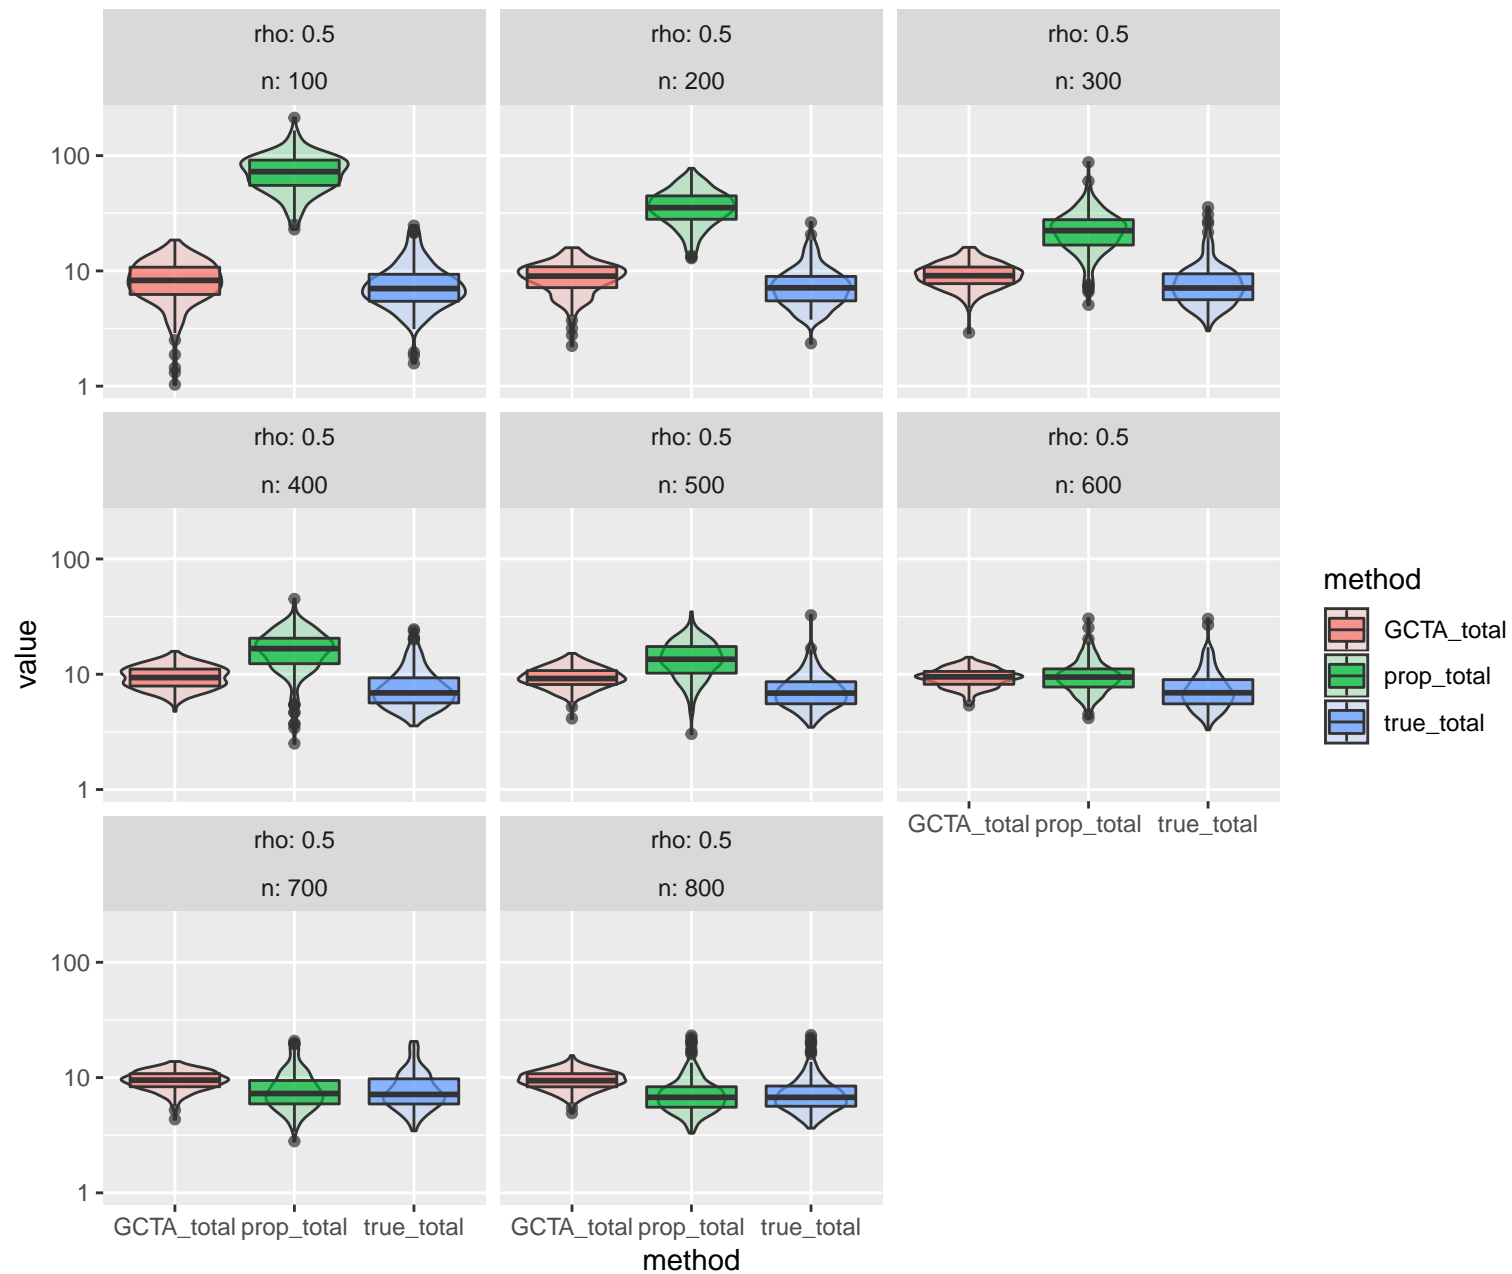 rho: 0.5
rho: 0.5
rho: 0.5
n: 100
n: 200
n: 300
100
10
1
rho: 0.5
rho: 0.5
rho: 0.5
n: 400
n: 500
n: 600
100
10
1
GCTA_total prop_total true_total
rho: 0.5
rho: 0.5
n: 700
n: 800
100
10
1
GCTA_total prop_total true_total
GCTA_total prop_total true_total
method
value
method
GCTA_total
prop_total
true_total